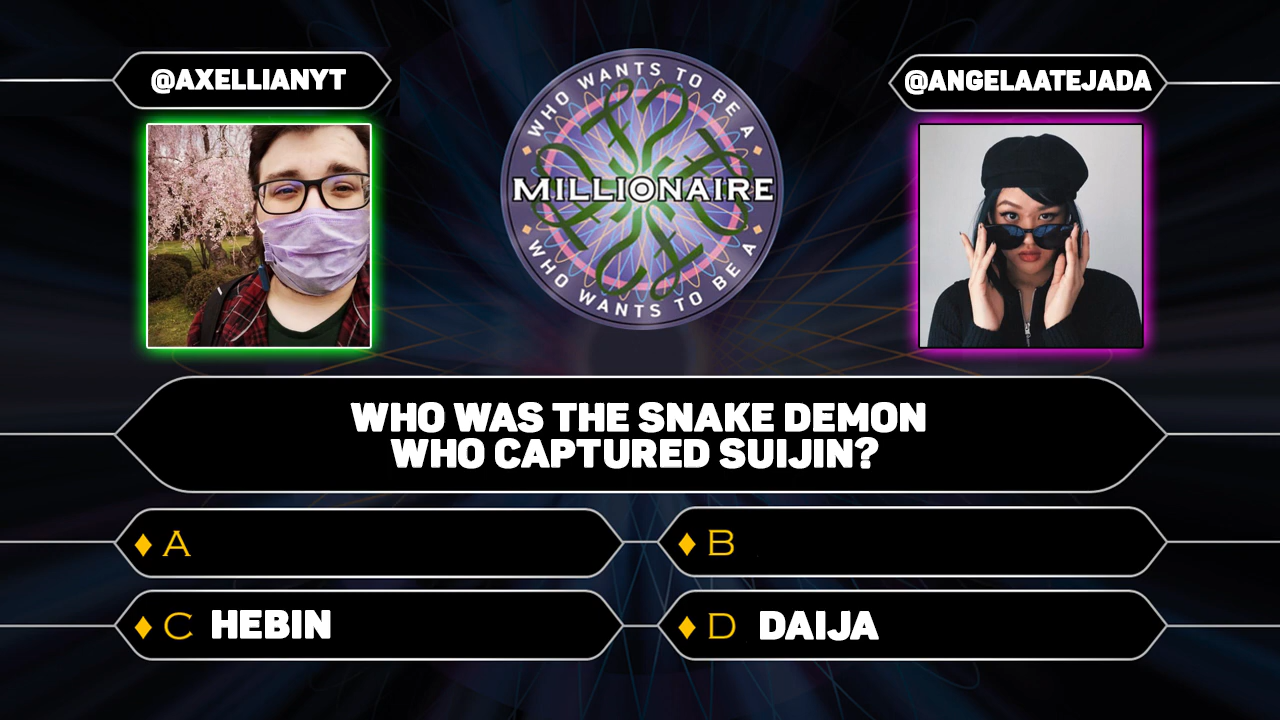 @AXELLIANYT
WHO WANTS TO BE A
MILLIONAIRE
WHO WANTS TO BE A
@ANGELAATEJADA
WHO WAS THE SNAKE DEMON
WHO CAPTURED SUIJIN?
A
B
C HEBIN
D DAIJA